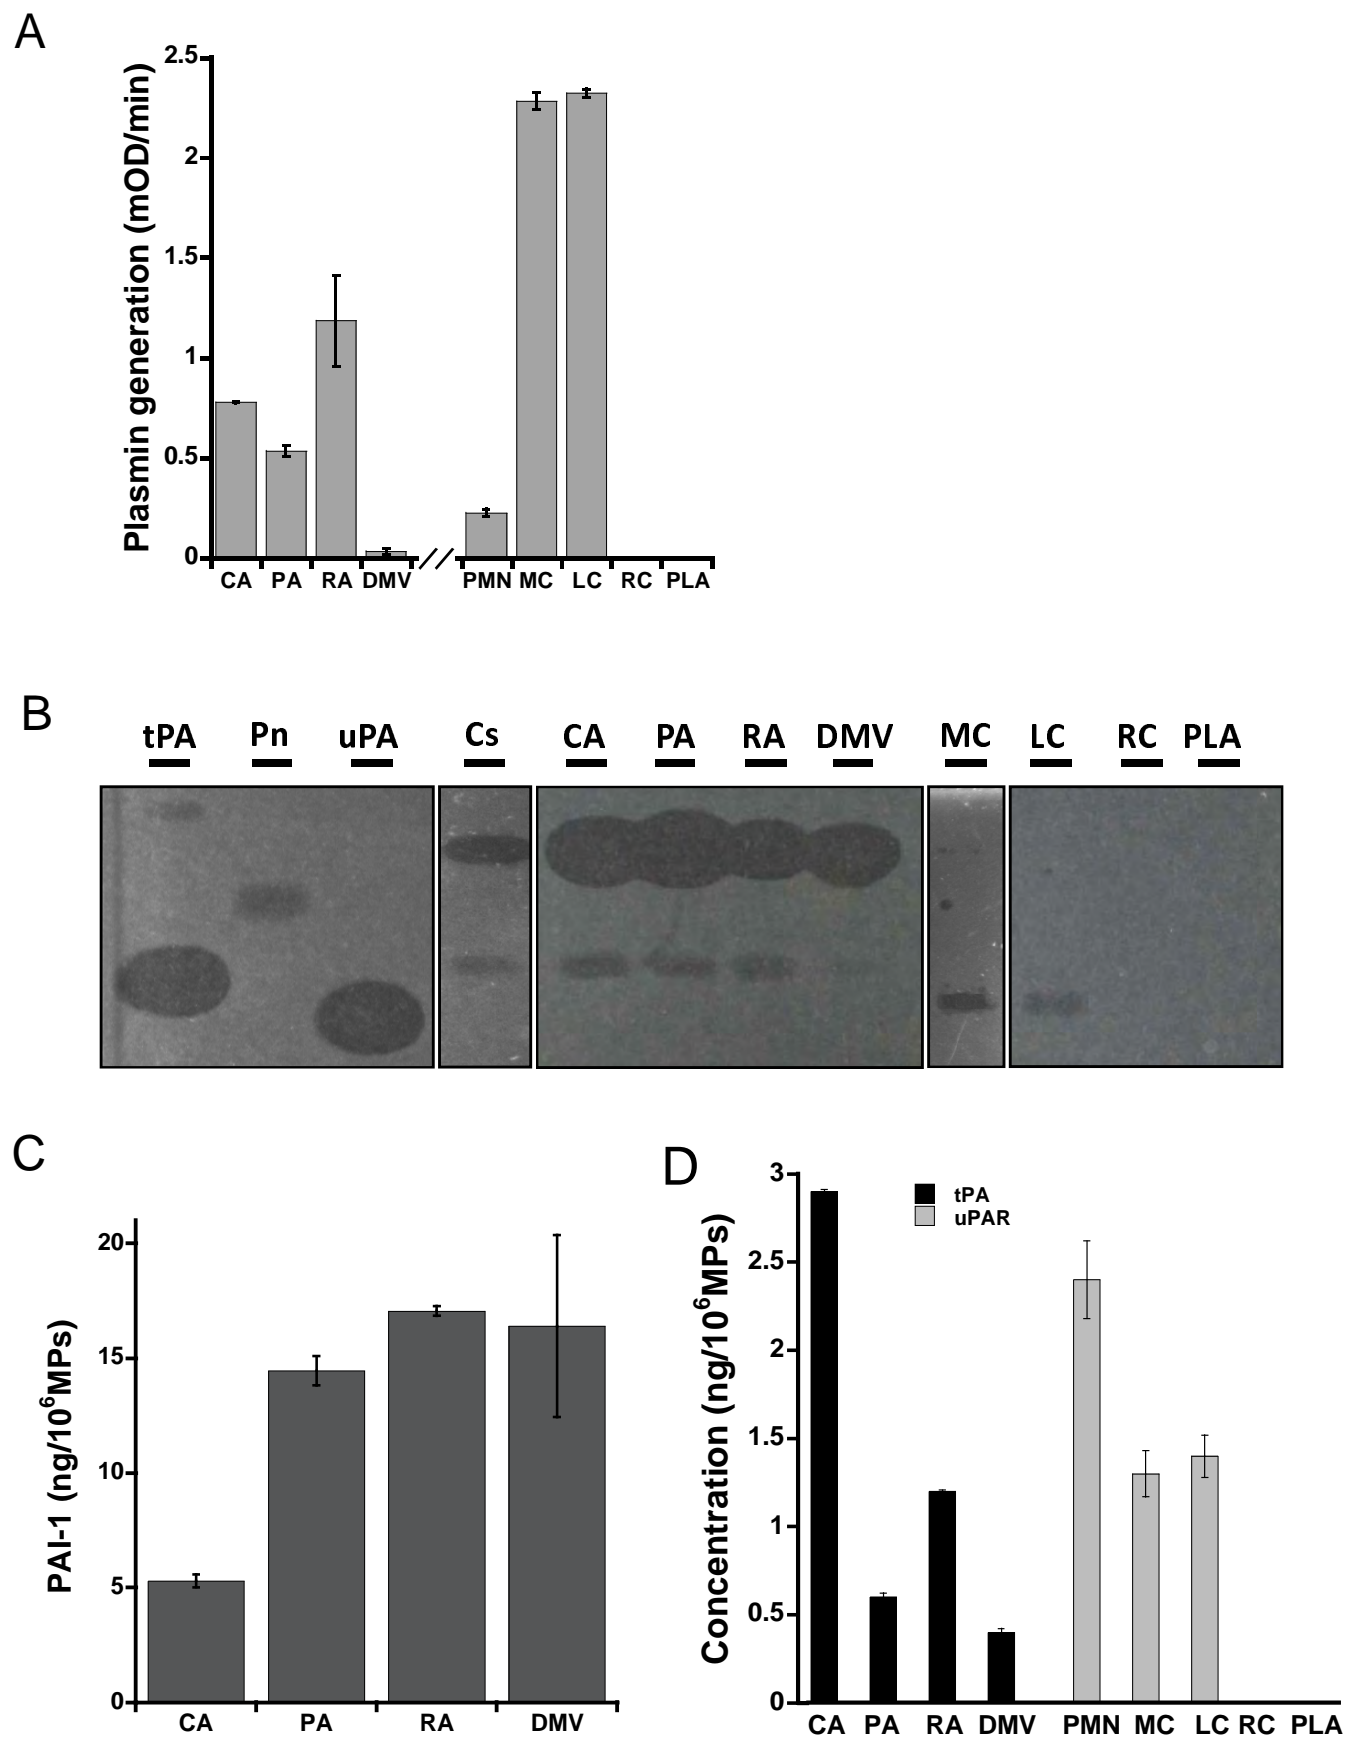 A
Plasmin generation (mOD/min)
2.5
2
1.5
1
0.5
0
CA PA RA DMV PMN MC LC RC PLA
B
tPA Pn uPA Cs CA PA RA DMV MC LC RC PLA
C
PAI-1 (ng/10⁶MPs)
20
15
10
5
0
CA PA RA DMV
D
Concentration (ng/10⁶MPs)
3
2.5
2
1.5
1
0.5
0
tPA
uPAR
CA PA RA DMV PMN MC LC RC PLA